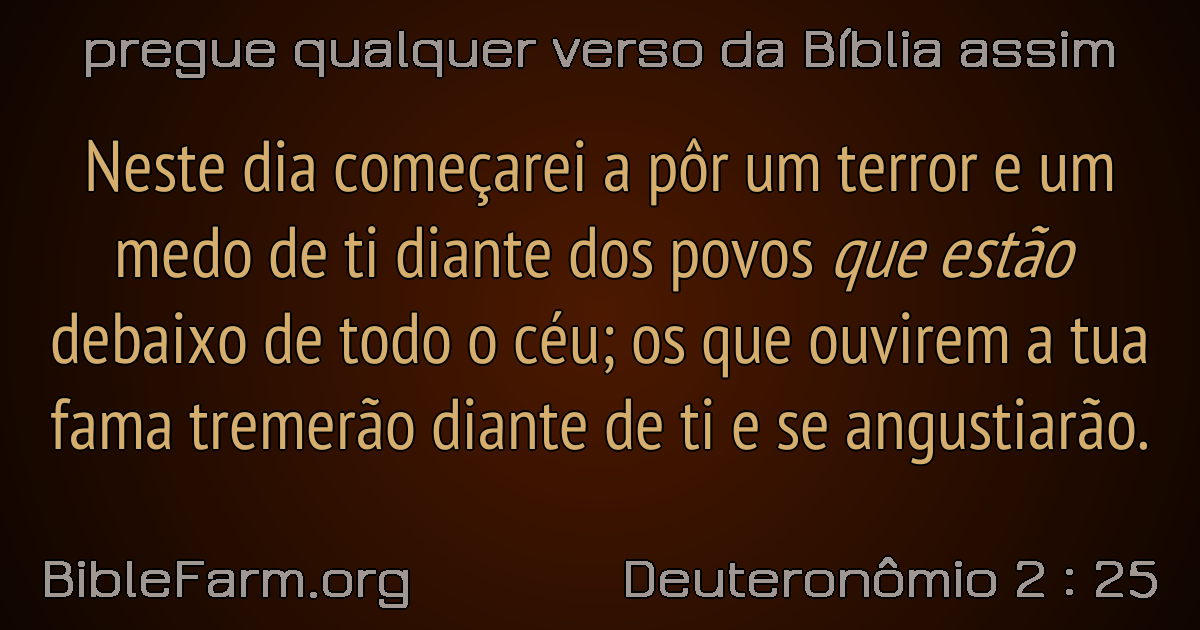 pregue qualquer verso da Bíblia assim
Neste dia começarei a pôr um terror e um
medo de ti diante dos povos que estão
debaixo de todo o céu; os que ouvirem a tua
fama tremerão diante de ti e se angustiarão.
BibleFarm.org
Deuteronômio 2 : 25